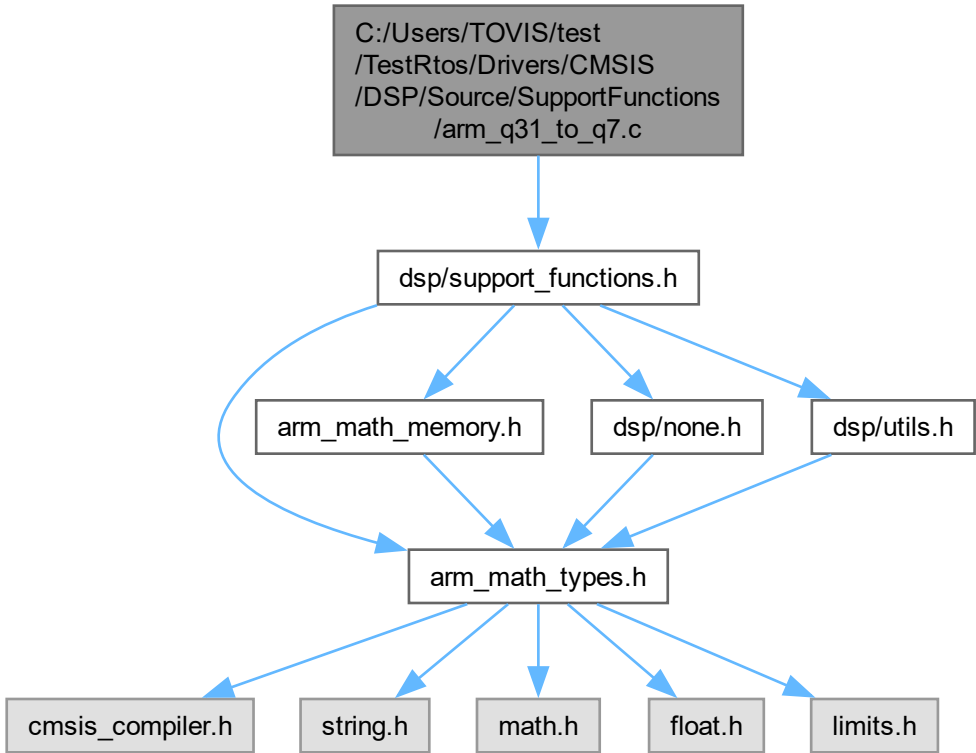 C:/Users/TOVIS/test
/TestRtos/Drivers/CMSIS
/DSP/Source/SupportFunctions
/arm_q31_to_q7.c
dsp/support_functions.h
arm_math_memory.h
dsp/none.h
dsp/utils.h
arm_math_types.h
cmsis_compiler.h
string.h
math.h
float.h
limits.h